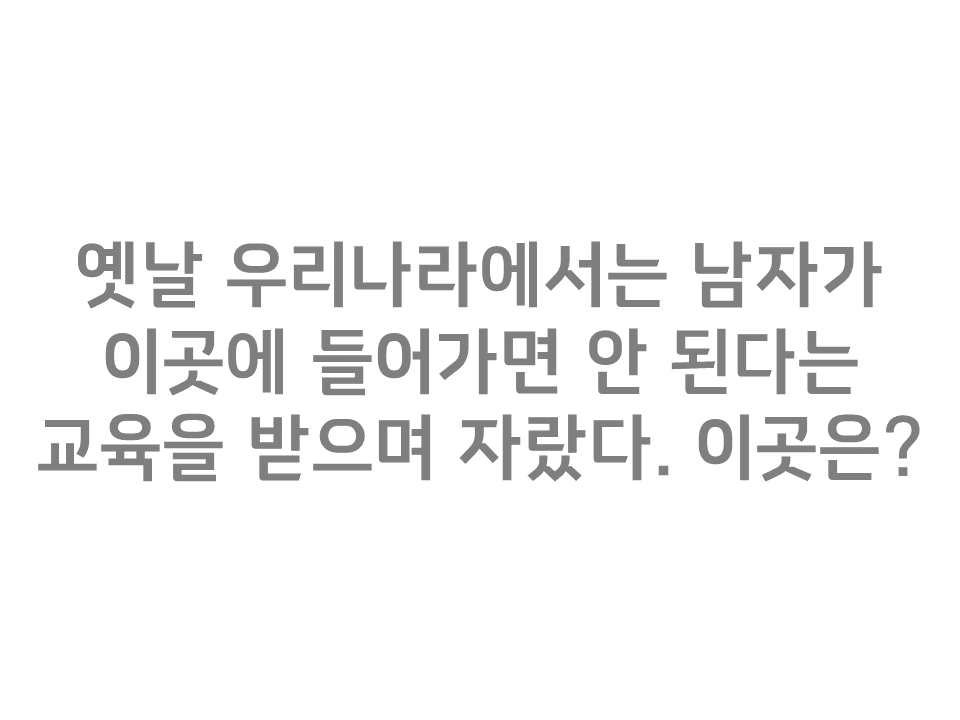 옛날 우리나라에서는 남자가
이곳에 들어가면 안 된다는
교육을 받으며 자랐다. 이곳은?